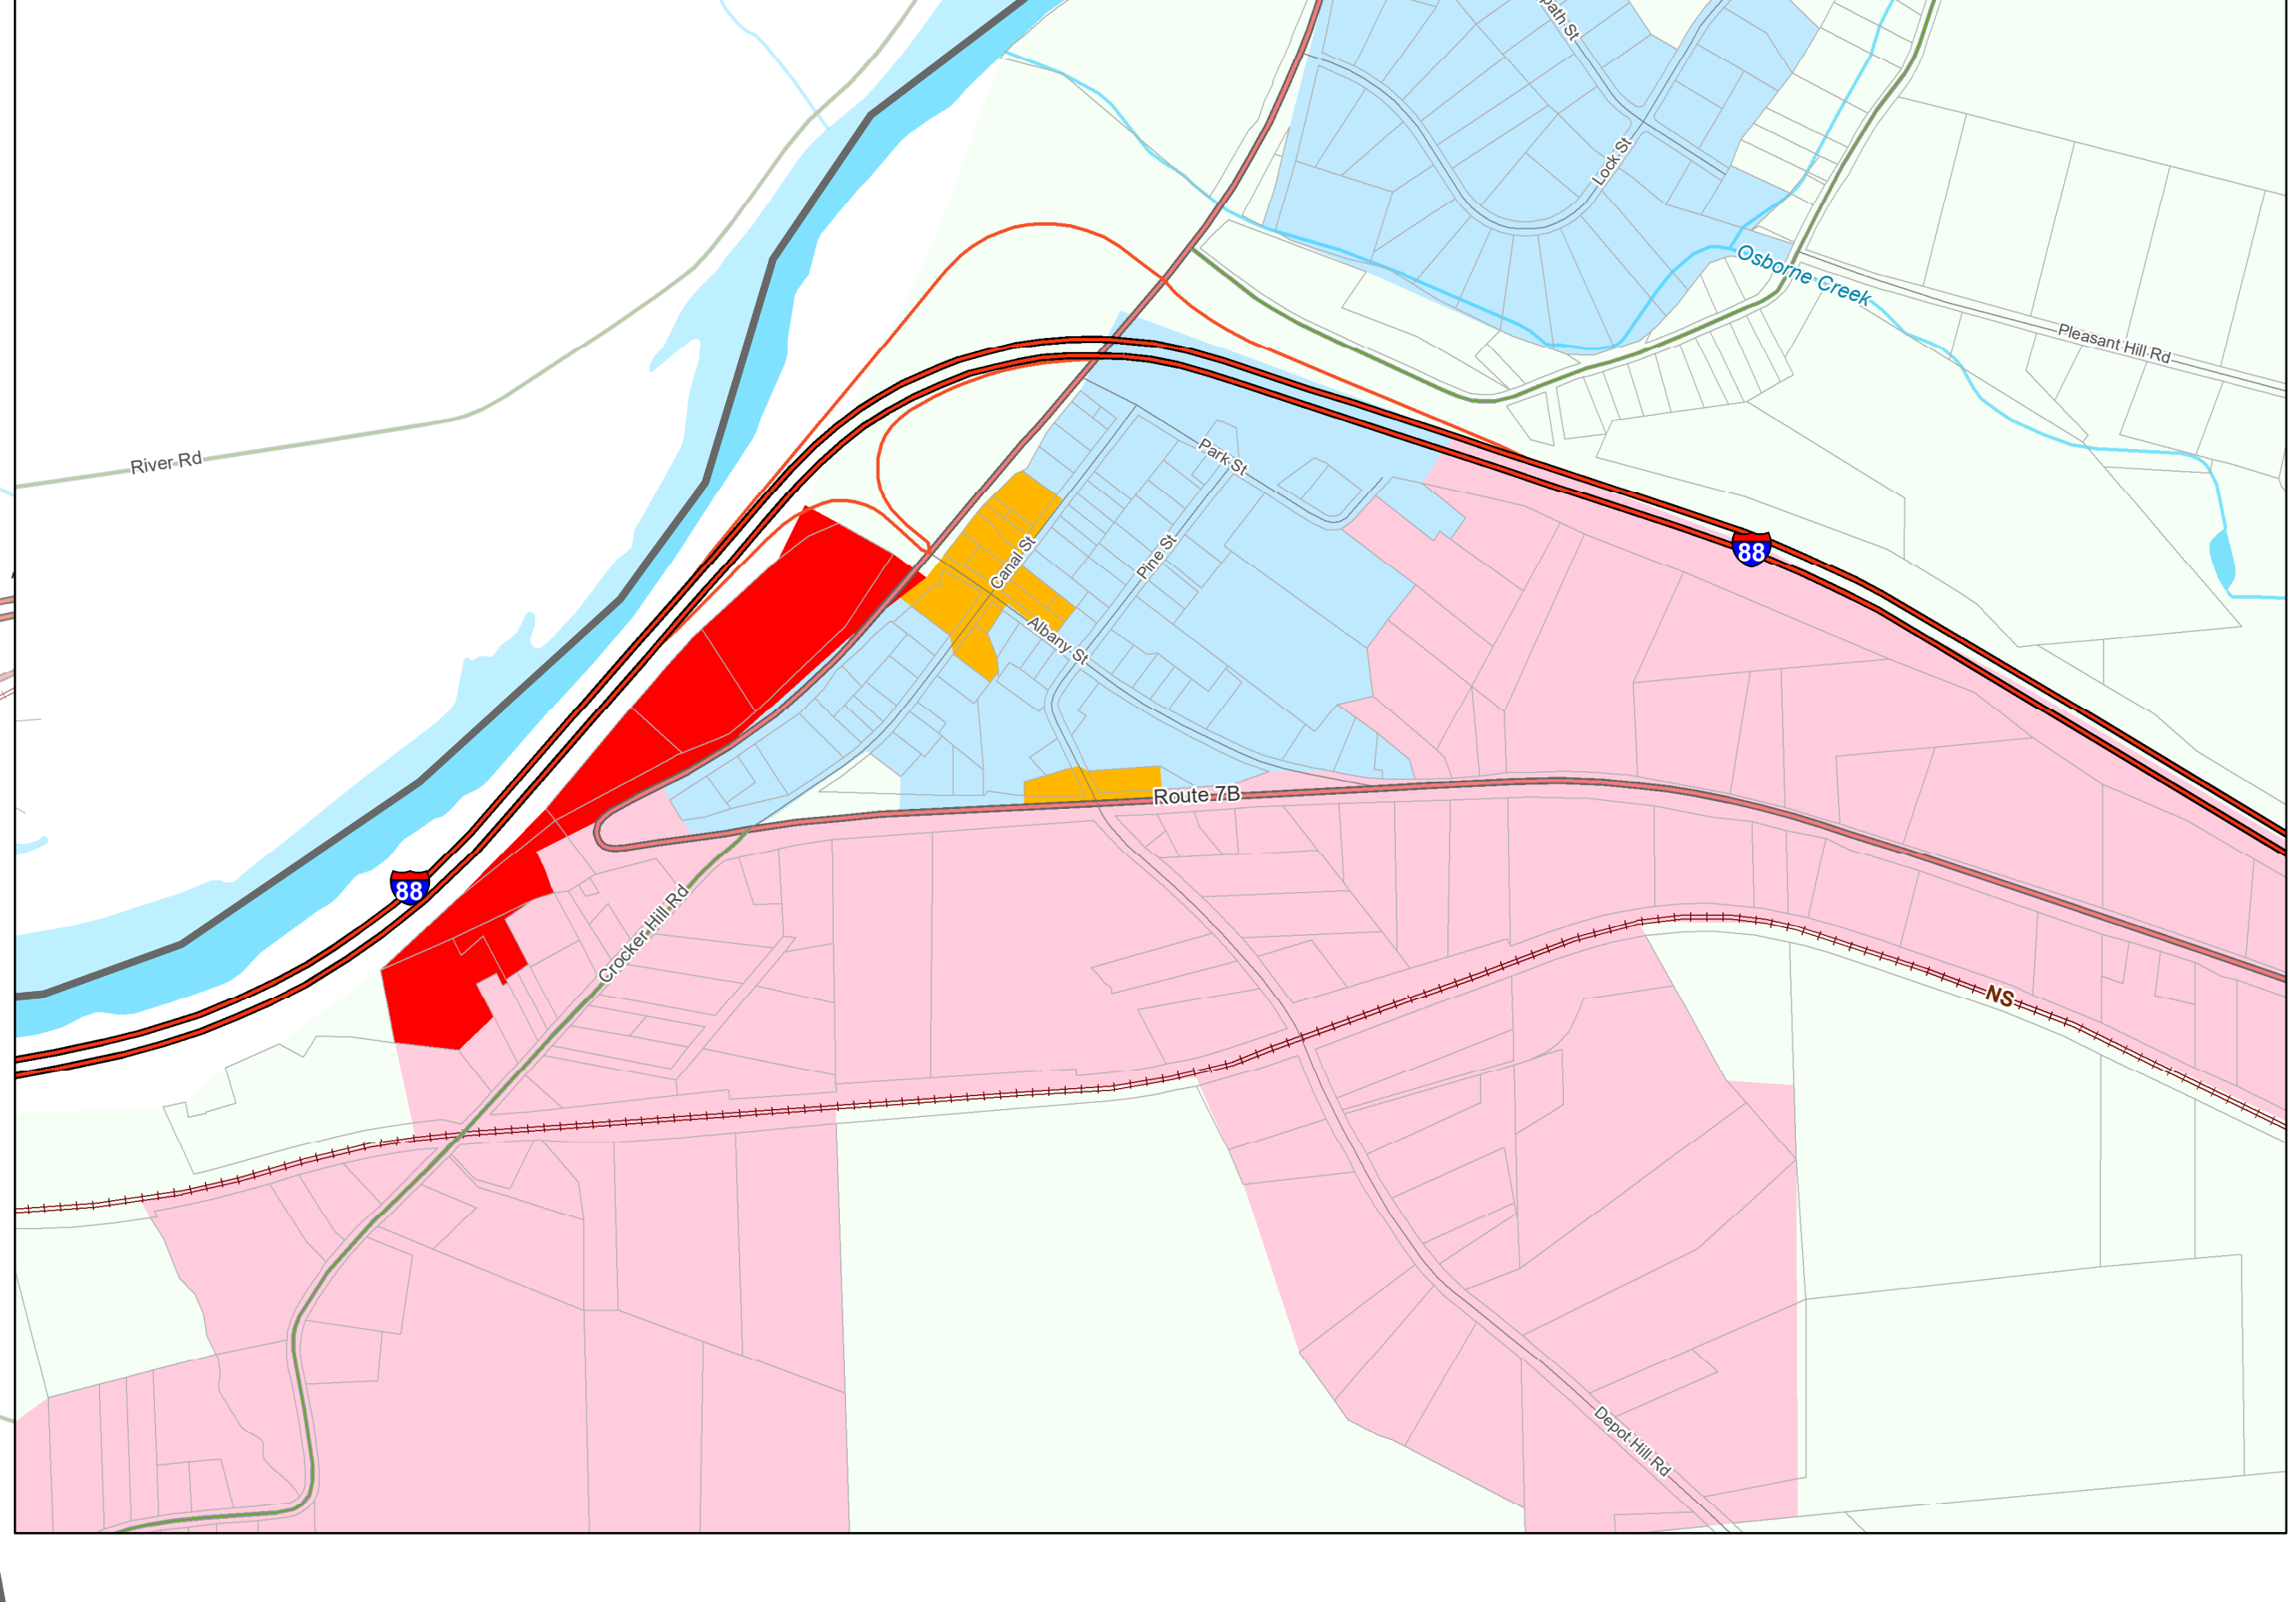 Lock St
Osborne Creek
Pleasant Hill Rd
River Rd
Park St
88
Canal St
Pine St
Albany St
Route 7B
88
Crocker Hill Rd
NS
Depot Hill Rd